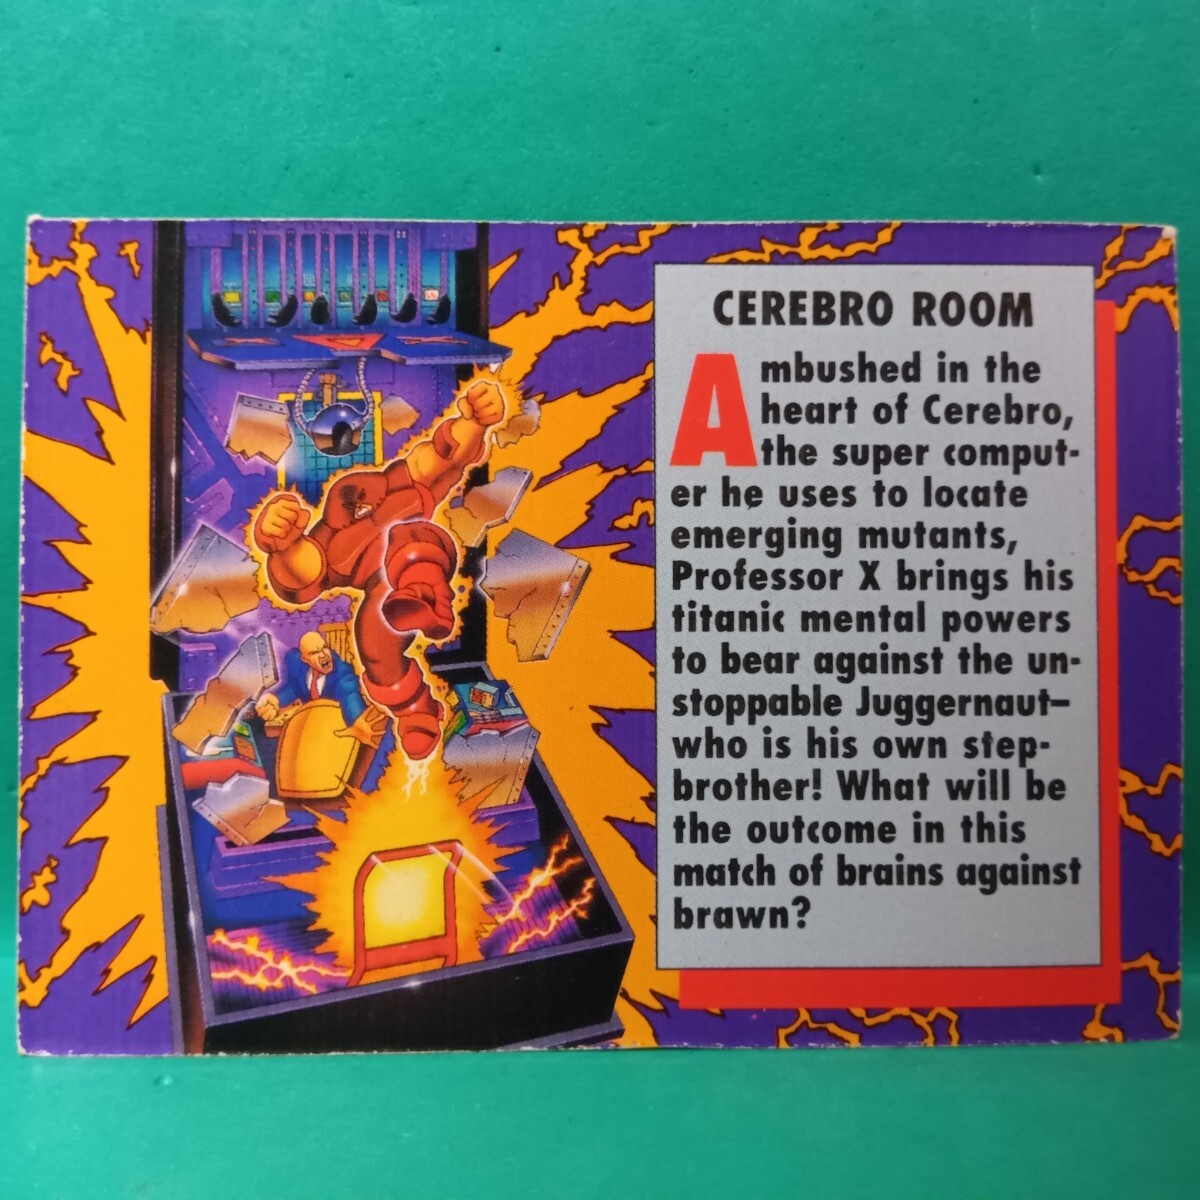 CEREBRO ROOM
Ambushed in the
heart of Cerebro,
the super comput-
er he uses to locate
emerging mutants,
Professor X brings his
titanic mental powers
to bear against the un-
stoppable Juggernaut—
who is his own step-
brother! What will be
the outcome in this
match of brains against
brawn?